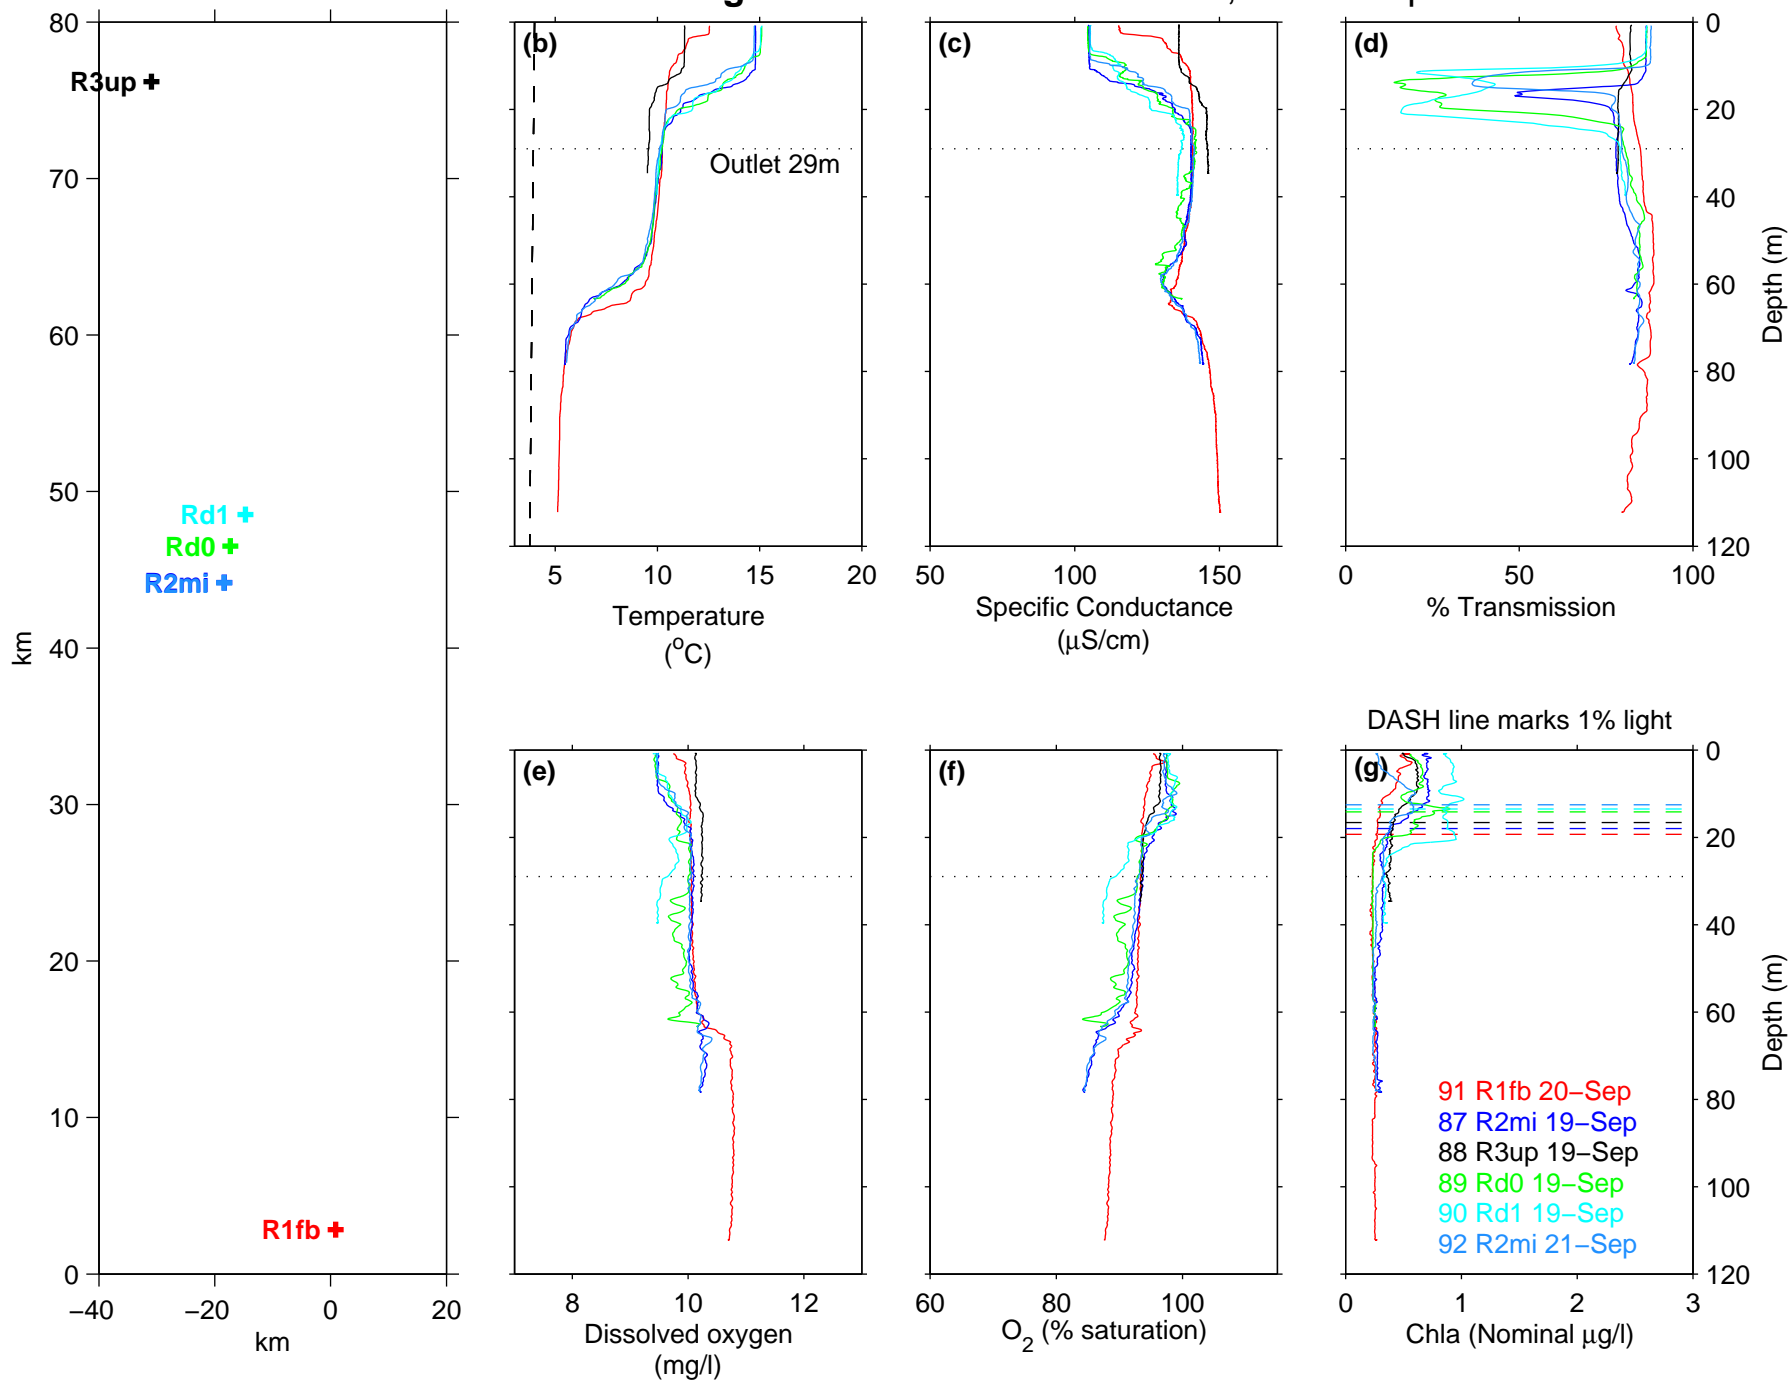 80
70
60
50
40
30
20
10
0
km
−40
−20
0
20
km
R3up
Rd1
Rd0
R2mi
R1fb
(b)
Outlet 29m
5
10
15
20
Temperature
(°C)
(c)
50
100
150
Specific Conductance
(μS/cm)
(d)
0
50
100
% Transmission
0
20
40
60
80
100
120
Depth (m)
(e)
8
10
12
Dissolved oxygen
(mg/l)
(f)
60
80
100
O2 (% saturation)
DASH line marks 1% light
(g)
91 R1fb 20−Sep
87 R2mi 19−Sep
88 R3up 19−Sep
89 Rd0 19−Sep
90 Rd1 19−Sep
92 R2mi 21−Sep
0
1
2
3
Chla (Nominal μg/l)
0
20
40
60
80
100
120
Depth (m)